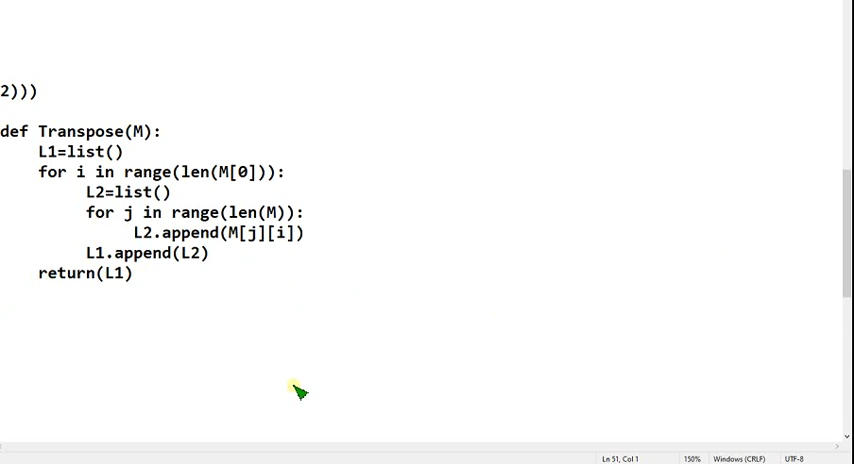 2)))
def Transpose(M):
    L1=list()
    for i in range(len(M[0])):
        L2=list()
        for j in range(len(M)):
            L2.append(M[j][i])
        L1.append(L2)
    return(L1)
Ln 51, Col 1 150% Windows (CRLF) UTF-8